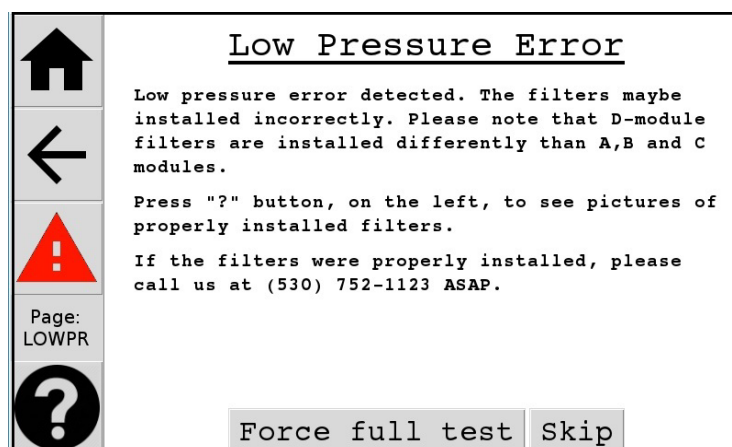 Low Pressure Error
Low pressure error detected. The filters maybe
installed incorrectly. Please note that D-module
filters are installed differently than A,B and C
modules.
Press "?" button, on the left, to see pictures of
properly installed filters.
If the filters were properly installed, please
call us at (530) 752-1123 ASAP.
!
Page:
LOWPR
?
Force full test
Skip